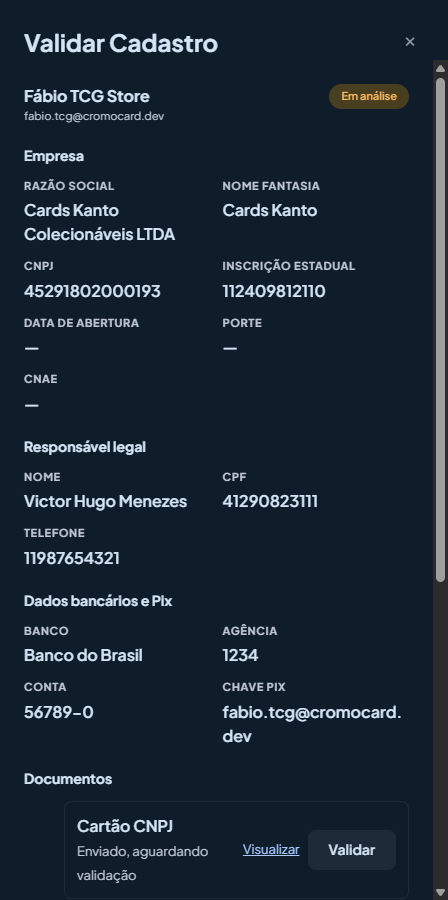 Validar Cadastro ×
Fábio TCG Store Em análise
fabio.tcg@cromocard.dev
Empresa
RAZÃO SOCIAL NOME FANTASIA
Cards Kanto Cards Kanto
Colecionáveis LTDA
CNPJ INSCRIÇÃO ESTADUAL
45291802000193 112409812110
DATA DE ABERTURA PORTE
— —
CNAE
—
Responsável legal
NOME CPF
Victor Hugo Menezes 41290823111
TELEFONE
11987654321
Dados bancários e Pix
BANCO AGÊNCIA
Banco do Brasil 1234
CONTA CHAVE PIX
56789-0 fabio.tcg@cromocard.
dev
Documentos
Cartão CNPJ
Enviado, aguardando Visualizar Validar
validação